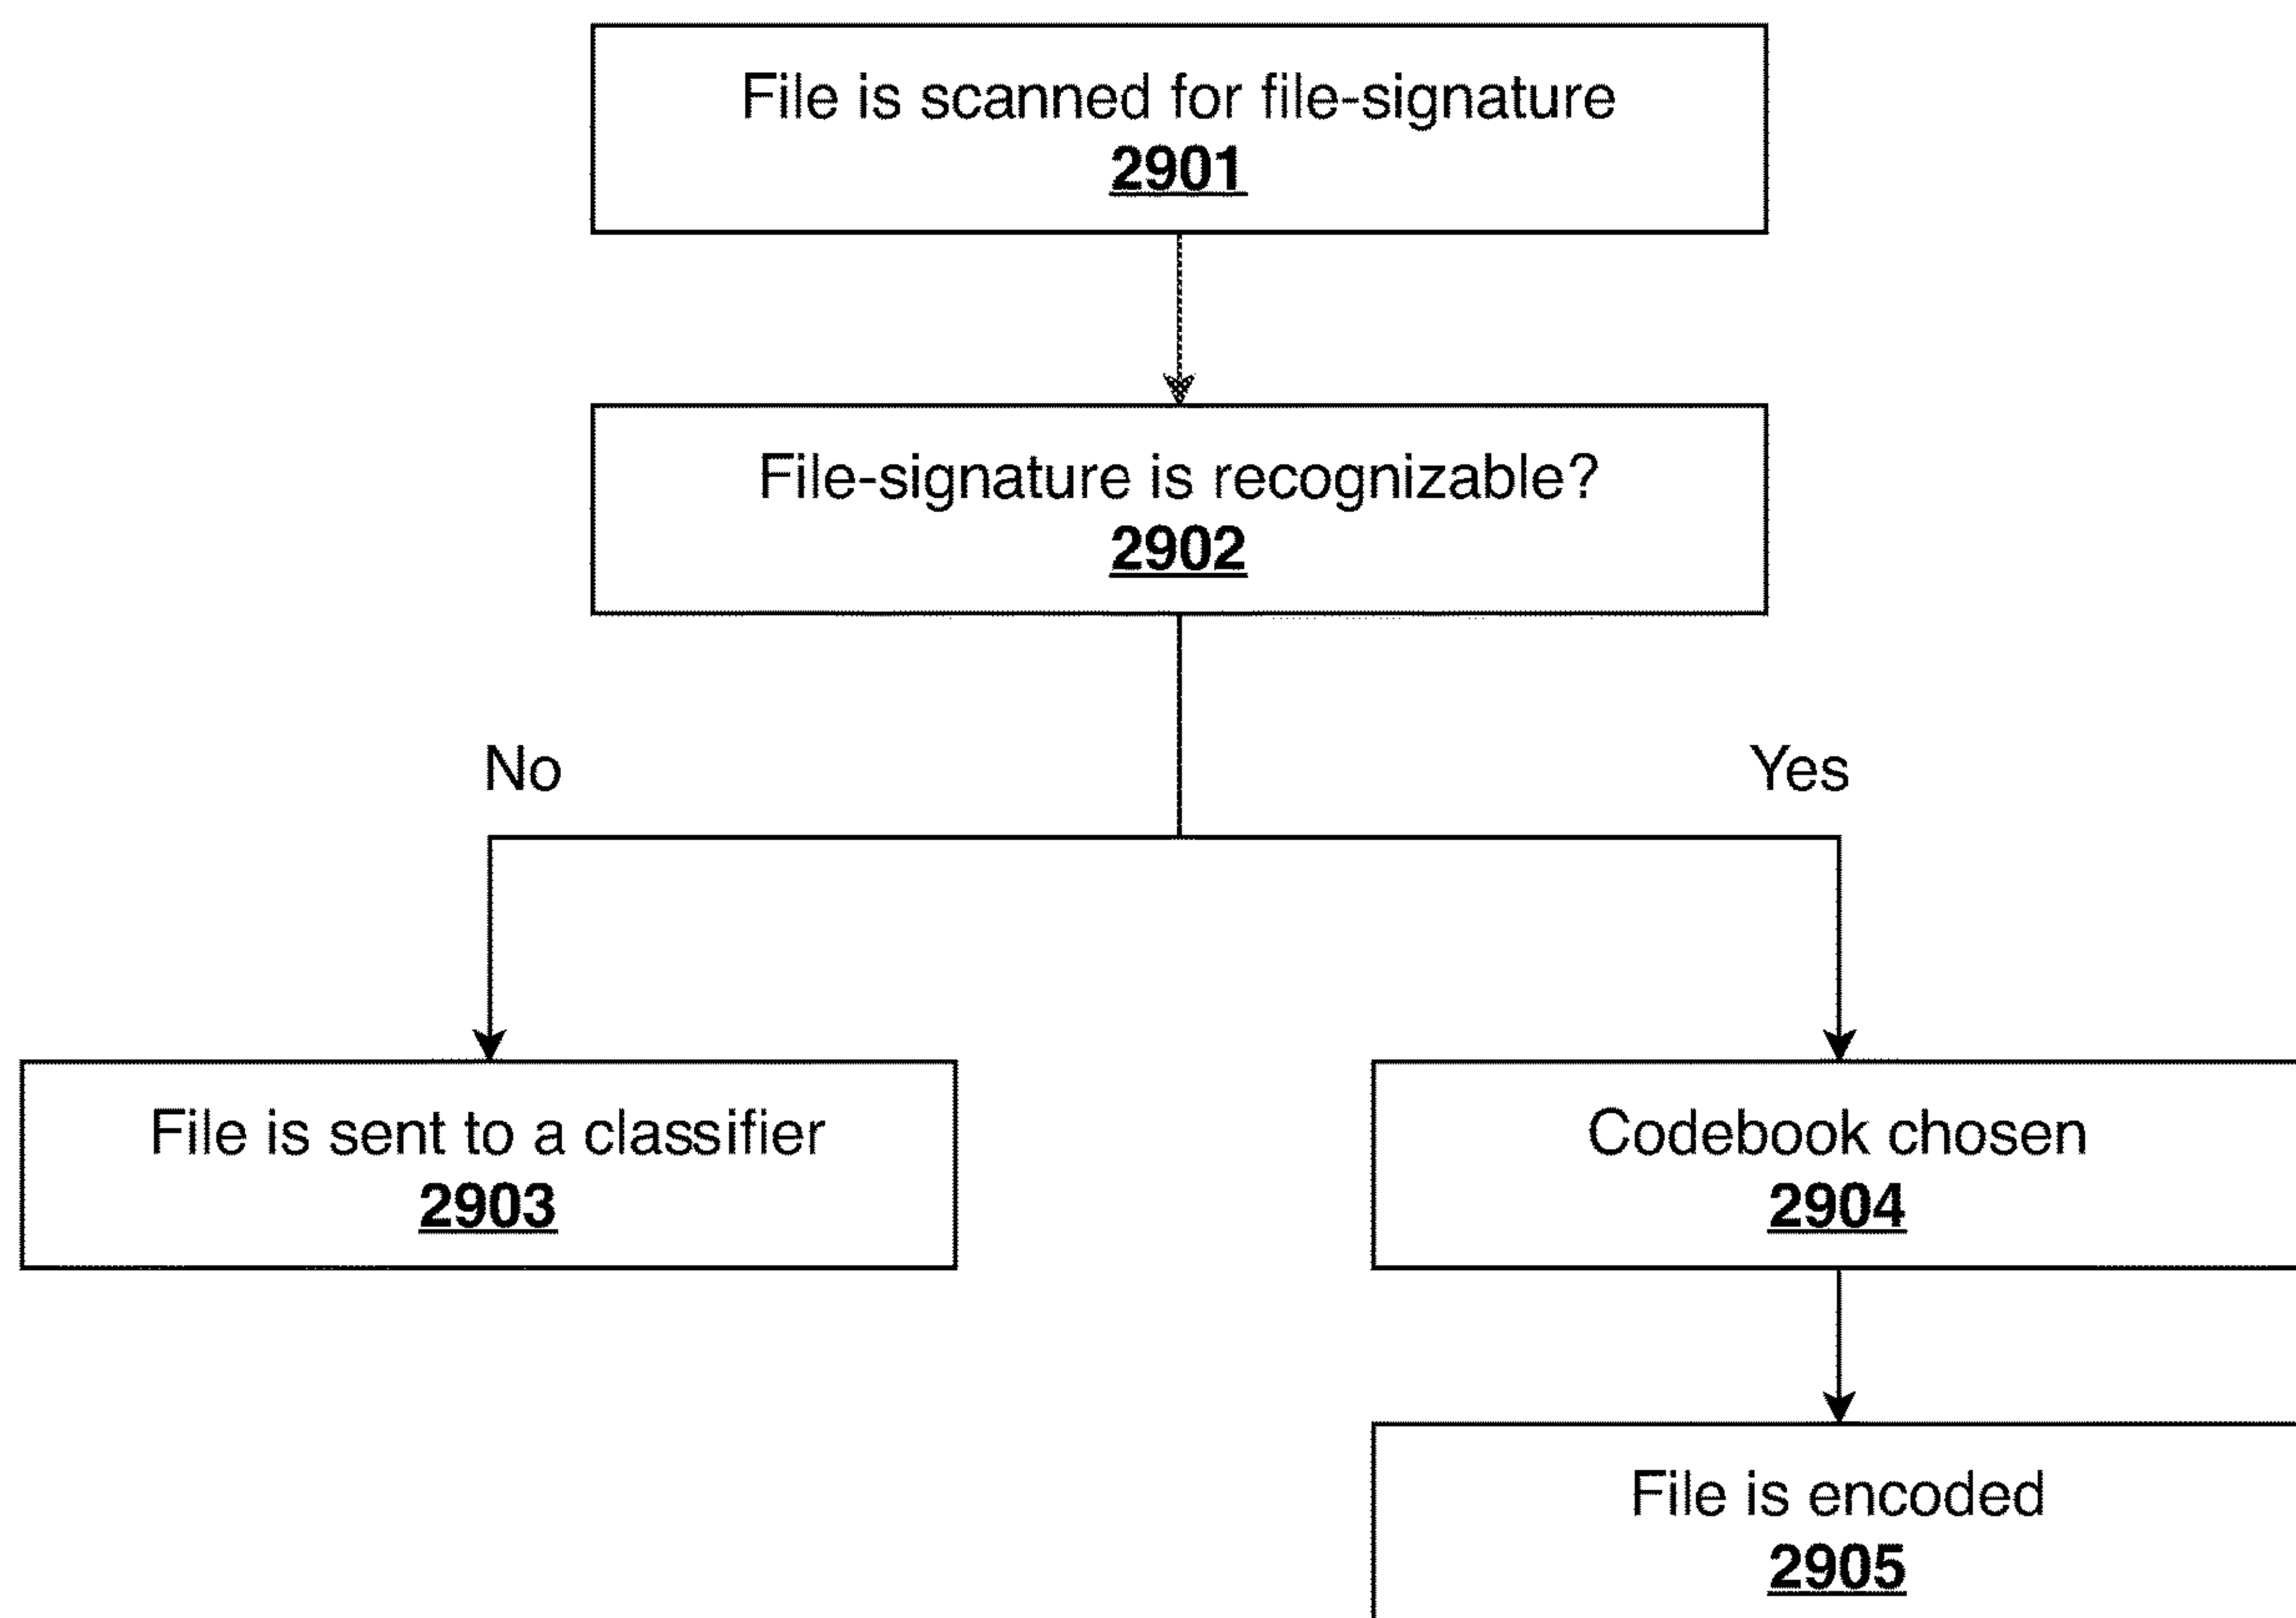 File is scanned for file-signature
2901
File-signature is recognizable?
2902
No
Yes
File is sent to a classifier
2903
Codebook chosen
2904
File is encoded
2905